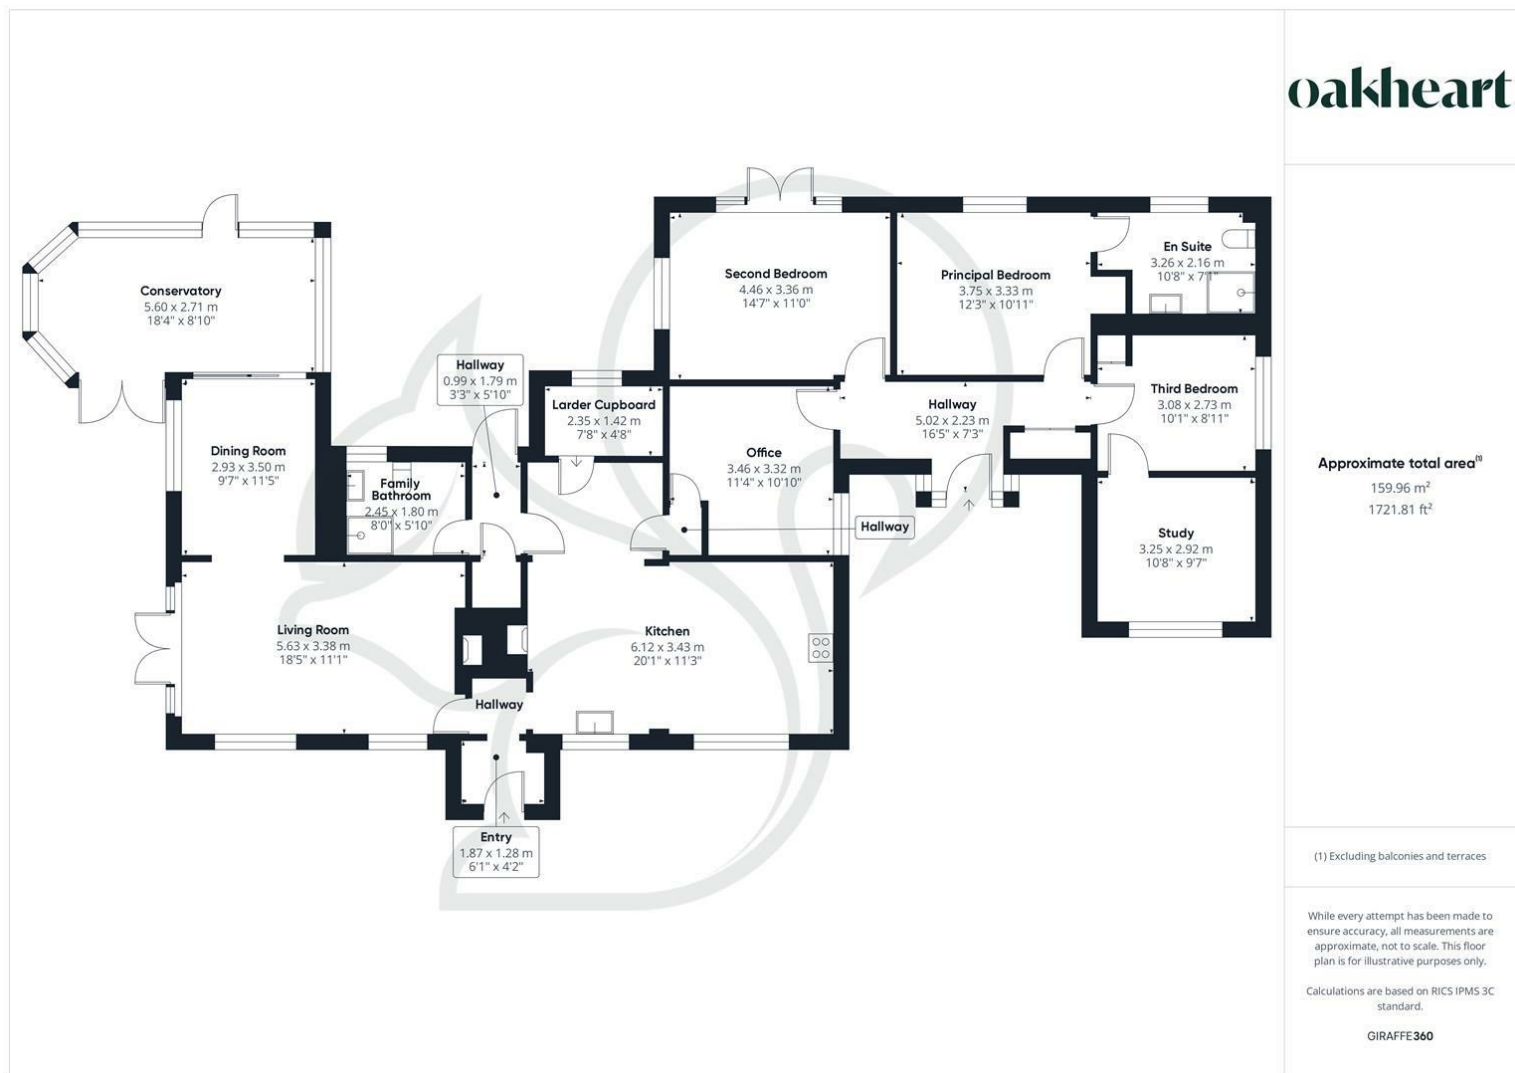 oakheart
Conservatory
5.60 x 2.71 m
18'4" x 8'10"
Hallway
0.99 x 1.79 m
3'3" x 5'10"
Second Bedroom
4.46 x 3.36 m
14'7" x 11'0"
Principal Bedroom
3.75 x 3.33 m
12'3" x 10'11"
En Suite
3.26 x 2.16 m
10'8" x 7'1"
Larder Cupboard
2.35 x 1.42 m
7'8" x 4'8"
Hallway
5.02 x 2.23 m
16'5" x 7'3"
Third Bedroom
3.08 x 2.73 m
10'1" x 8'11"
Dining Room
2.93 x 3.50 m
9'7" x 11'5"
Family
Bathroom
2.45 x 1.80 m
8'0" x 5'10"
Office
3.46 x 3.32 m
11'4" x 10'10"
Hallway
Study
3.25 x 2.92 m
10'8" x 9'7"
Living Room
5.63 x 3.38 m
18'5" x 11'1"
Kitchen
6.12 x 3.43 m
20'1" x 11'3"
Hallway
Entry
1.87 x 1.28 m
6'1" x 4'2"
Approximate total area(1)
159.96 m²
1721.81 ft²
(1) Excluding balconies and terraces
While every attempt has been made to
ensure accuracy, all measurements are
approximate, not to scale. This floor
plan is for illustrative purposes only.
Calculations are based on RICS IPMS 3C
standard.
GIRAFFE360